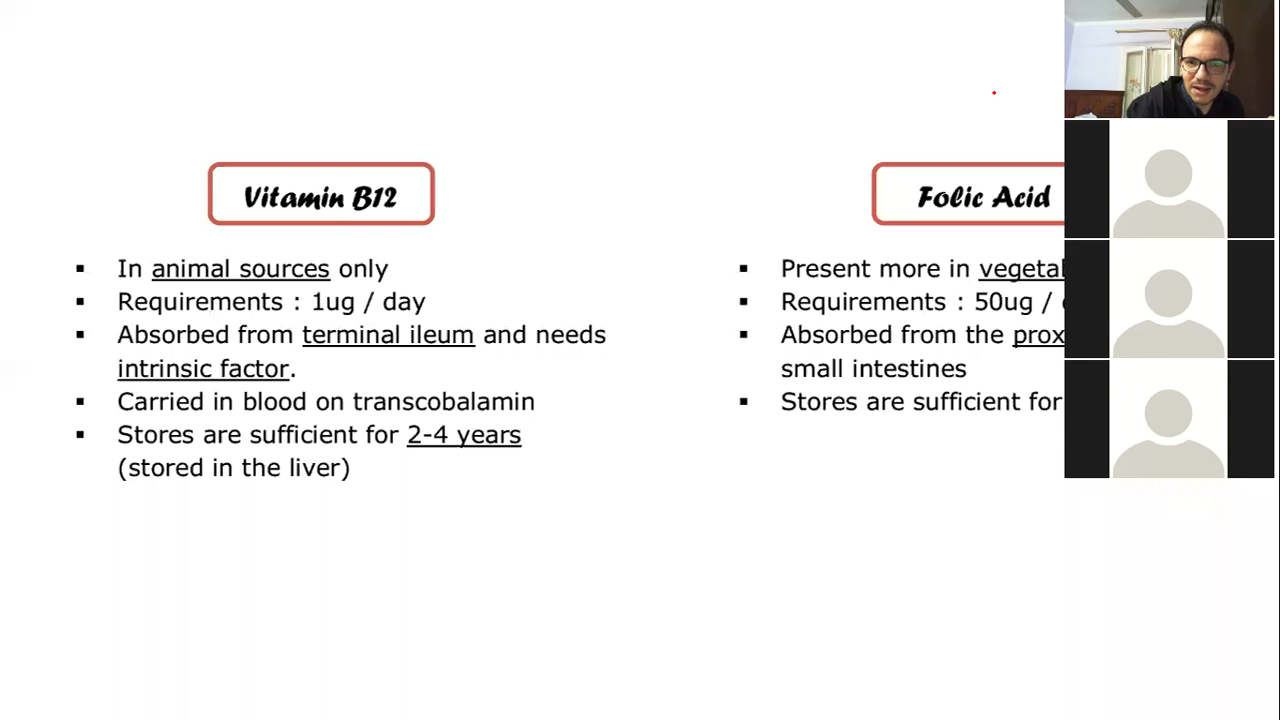 Vitamin B12
▪ In animal sources only
▪ Requirements : 1ug / day
▪ Absorbed from terminal ileum and needs
intrinsic factor.
▪ Carried in blood on transcobalamin
▪ Stores are sufficient for 2-4 years
(stored in the liver)
Folic Acid
▪ Present more in
▪ Requirements : 50ug /
▪ Absorbed from the
small intestines
▪ Stores are sufficient for